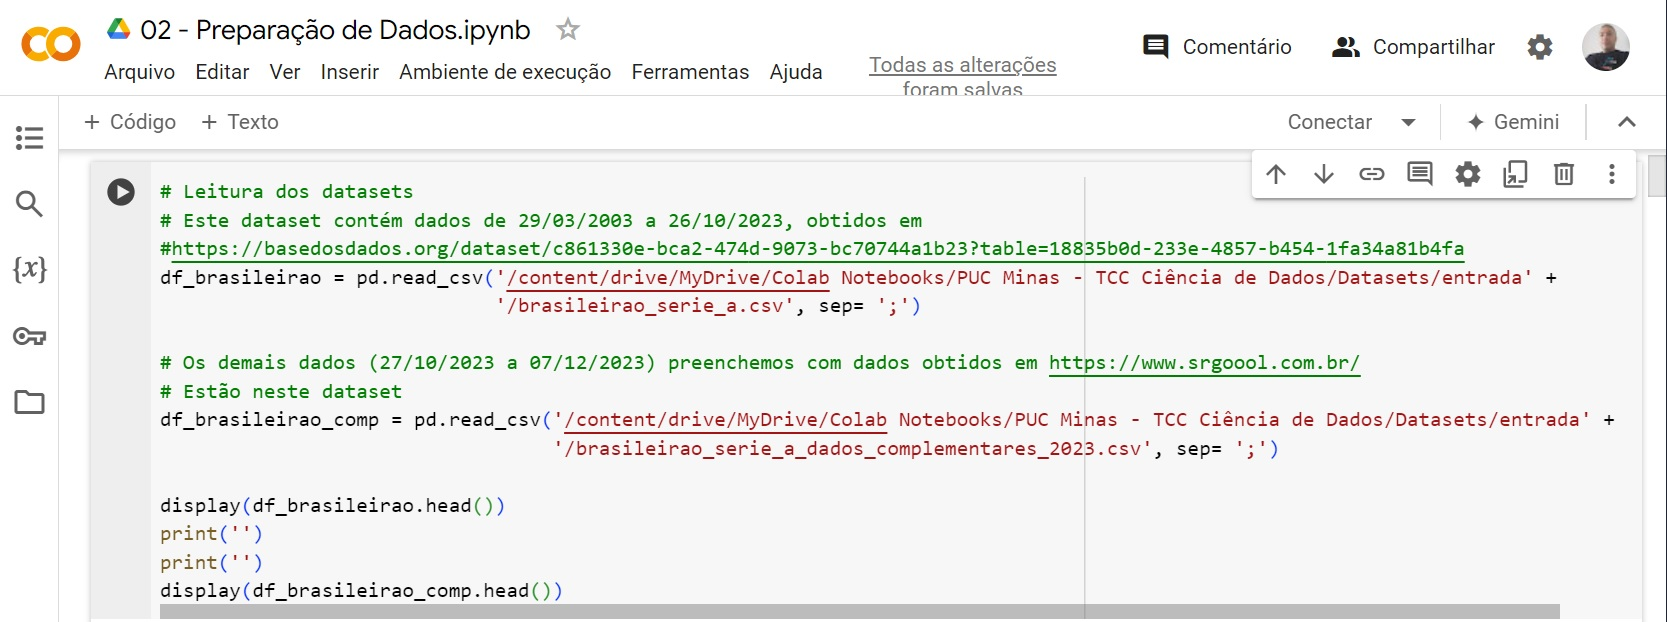 02 - Preparação de Dados.ipynb
Arquivo Editar Ver Inserir Ambiente de execução Ferramentas Ajuda
Todas as alterações
foram salvas
Comentário
Compartilhar
+ Código + Texto
Conectar
Gemini
{x}
# Leitura dos datasets
# Este dataset contém dados de 29/03/2003 a 26/10/2023, obtidos em
#https://basedosdados.org/dataset/c861330e-bca2-474d-9073-bc70744a1b23?table=18835b0d-233e-4857-b454-1fa34a81b4fa
df_brasileirao = pd.read_csv('/content/drive/MyDrive/Colab Notebooks/PUC Minas - TCC Ciência de Dados/Datasets/entrada' +
'/brasileirao_serie_a.csv', sep= ';')
# Os demais dados (27/10/2023 a 07/12/2023) preenchemos com dados obtidos em https://www.srgoool.com.br/
# Estão neste dataset
df_brasileirao_comp = pd.read_csv('/content/drive/MyDrive/Colab Notebooks/PUC Minas - TCC Ciência de Dados/Datasets/entrada' +
'/brasileirao_serie_a_dados_complementares_2023.csv', sep= ';')
display(df_brasileirao.head())
print('')
print('')
display(df_brasileirao_comp.head())